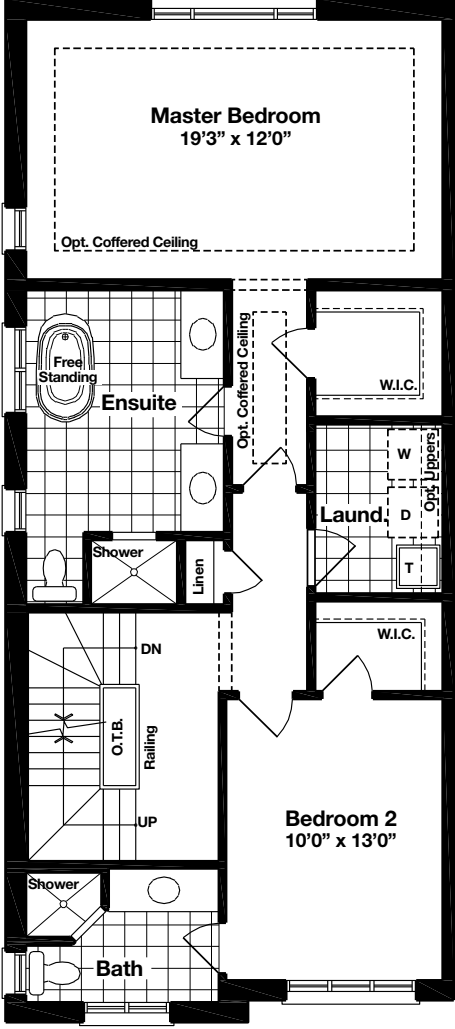 Master Bedroom
19'3" x 12'0"
Opt. Coffered Ceiling
Opt. Coffered Ceiling
Free
Standing
Ensuite
W.I.C.
W
Opt. Uppers
D
Laund.
T
Shower
Linen
W.I.C.
DN
O.T.B.
Railing
UP
Bedroom 2
10'0" x 13'0"
Shower
Bath